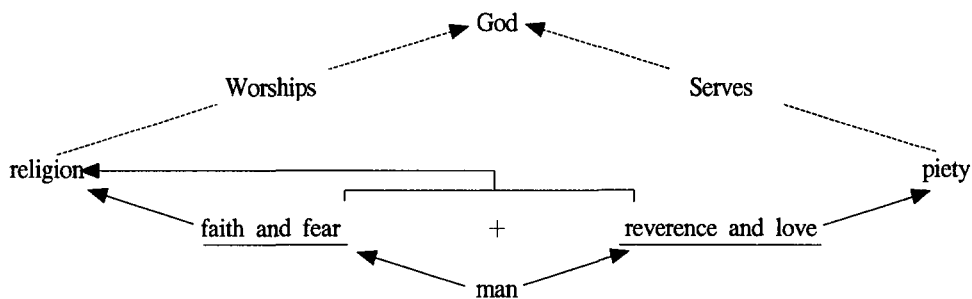 God
Worships Serves
religion piety
faith and fear + reverence and love
man